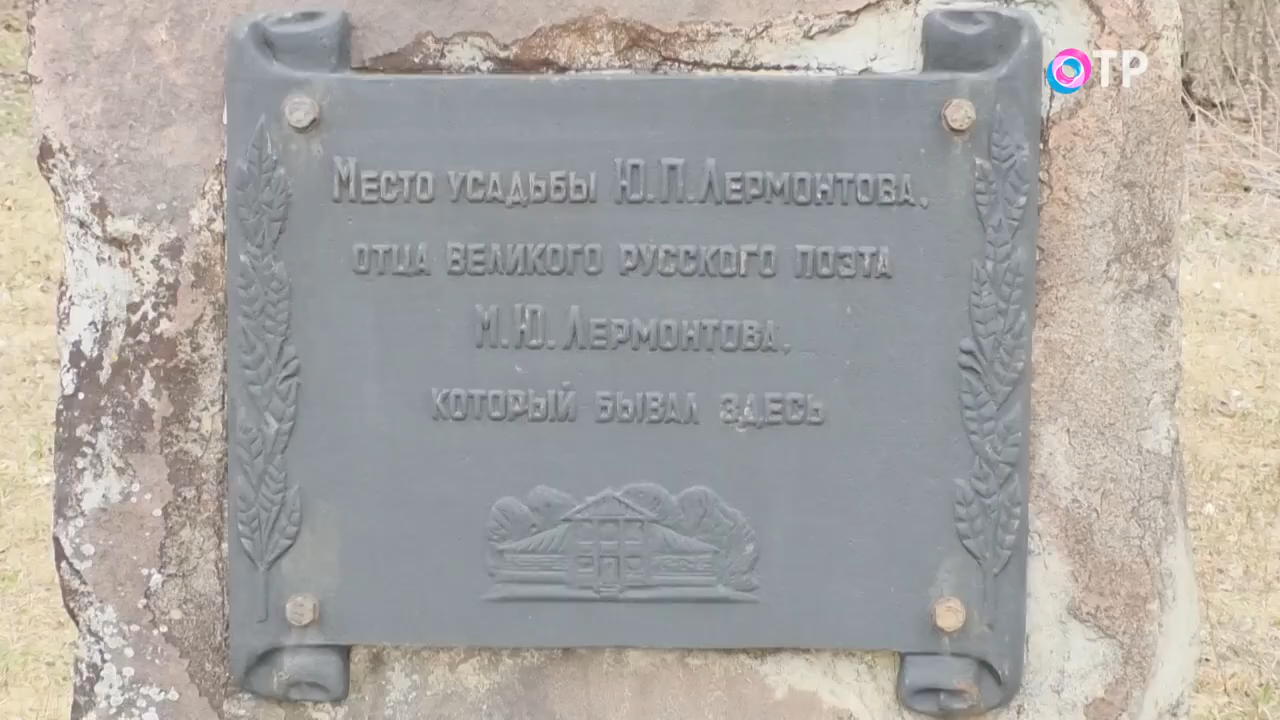 ОТР
Место усадьбы Ю.П.Лермонтова,
отца великого русского поэта
М.Ю.Лермонтова,
который бывал здесь